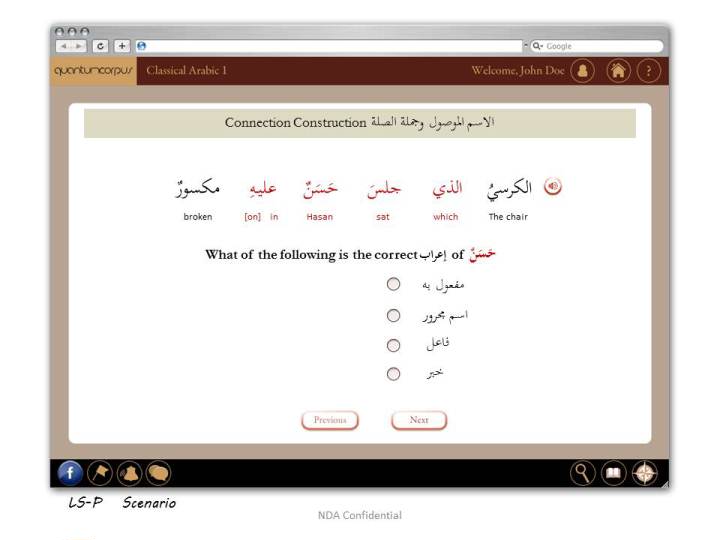 Google
quantumcorpus Classical Arabic 1 Welcome, John Doe ?
Connection Construction الاسم الموصول وجملة الصلة
الكرسيُ الذي جلسَ حَسَنٌ عليهِ مكسورٌ
broken [on] in Hasan sat which The chair
What of the following is the correct إعراب of حَسَنٌ
مفعول به
اسم مجرور
فاعل
خبر
Previous Next
f
LS-P Scenario
NDA Confidential